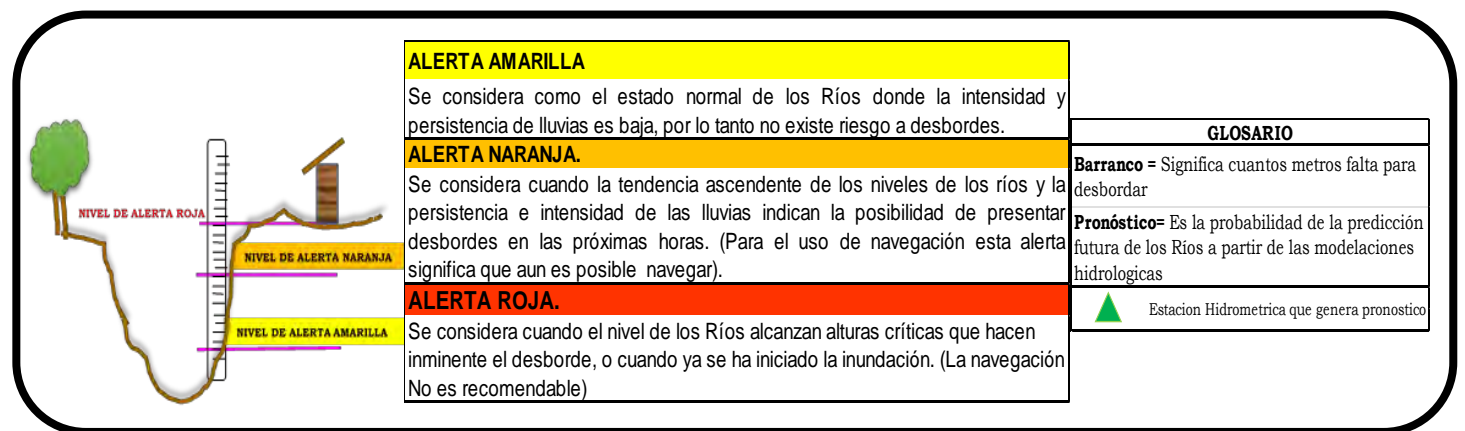 NIVEL DE ALERTA ROJA
NIVEL DE ALERTA NARANJA
NIVEL DE ALERTA AMARILLA
ALERTA AMARILLA
Se considera como el estado normal de los Ríos donde la intensidad y
persistencia de lluvias es baja, por lo tanto no existe riesgo a desbordes.
ALERTA NARANJA.
Se considera cuando la tendencia ascendente de los niveles de los ríos y la
persistencia e intensidad de las lluvias indican la posibilidad de presentar
desbordes en las próximas horas. (Para el uso de navegación esta alerta
significa que aun es posible navegar).
ALERTA ROJA.
Se considera cuando el nivel de los Ríos alcanzan alturas críticas que hacen
inminente el desborde, o cuando ya se ha iniciado la inundación. (La navegación
No es recomendable)
GLOSARIO
Barranco = Significa cuantos metros falta para
desbordar
Pronóstico= Es la probabilidad de la predicción
futura de los Ríos a partir de las modelaciones
hidrologicas
Estacion Hidrometrica que genera pronostico